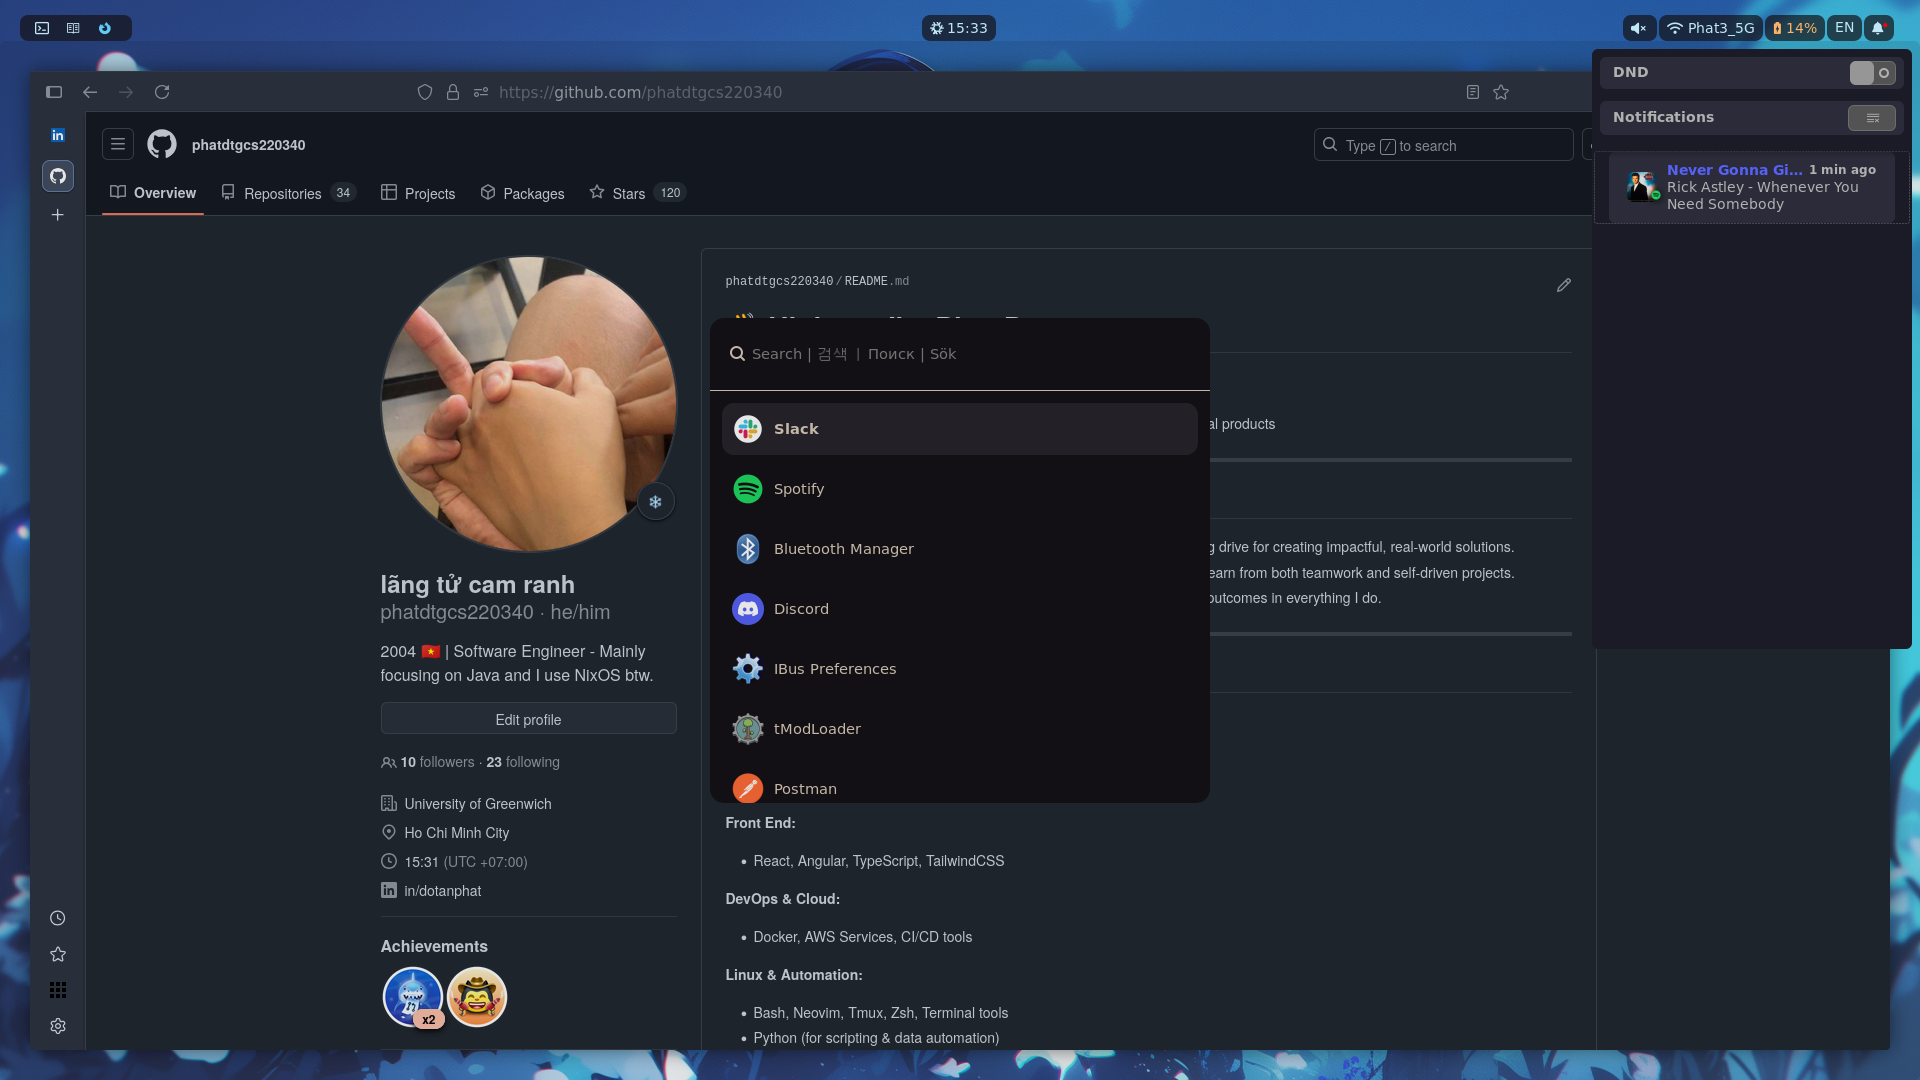 15:33
Phat3_5G
14%
EN
https://github.com/phatdtgcs220340
phatdtgcs220340
Type / to search
Overview
Repositories 34
Projects
Packages
Stars 120
DND
Notifications
Never Gonna Gi... 1 min ago
Rick Astley - Whenever You
Need Somebody
lãng tử cam ranh
phatdtgcs220340 · he/him
2004 🇻🇳 | Software Engineer - Mainly
focusing on Java and I use NixOS btw.
Edit profile
10 followers · 23 following
University of Greenwich
Ho Chi Minh City
15:31 (UTC +07:00)
in/dotanphat
Achievements
x2
phatdtgcs220340/README.md
Search | 검색 | Поиск | Sök
Slack
Spotify
Bluetooth Manager
Discord
IBus Preferences
tModLoader
Postman
al products
g drive for creating impactful, real-world solutions.
earn from both teamwork and self-driven projects.
outcomes in everything I do.
Front End:
• React, Angular, TypeScript, TailwindCSS
DevOps & Cloud:
• Docker, AWS Services, CI/CD tools
Linux & Automation:
• Bash, Neovim, Tmux, Zsh, Terminal tools
• Python (for scripting & data automation)